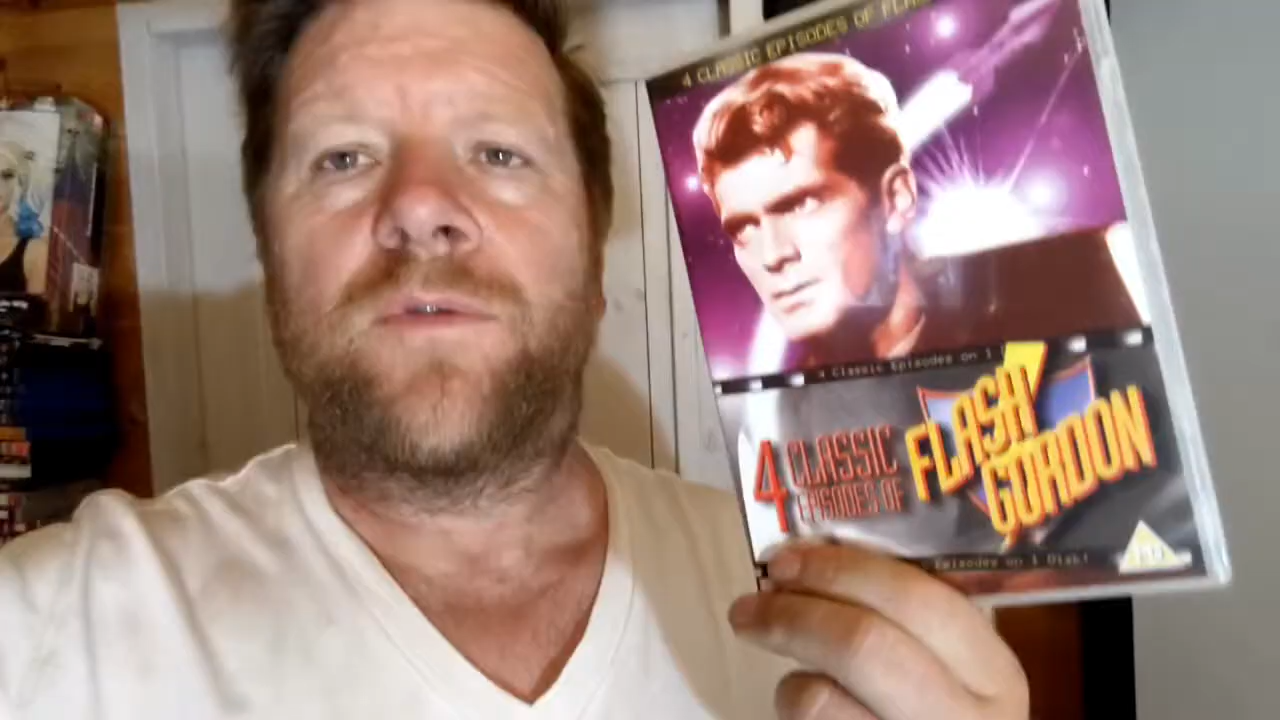 4 CLASSIC EPISODES OF FLASH
4 Classic Episodes on 1
4 CLASSIC
EPISODES OF
FLASH
GORDON
Episodes on 1 Disk!